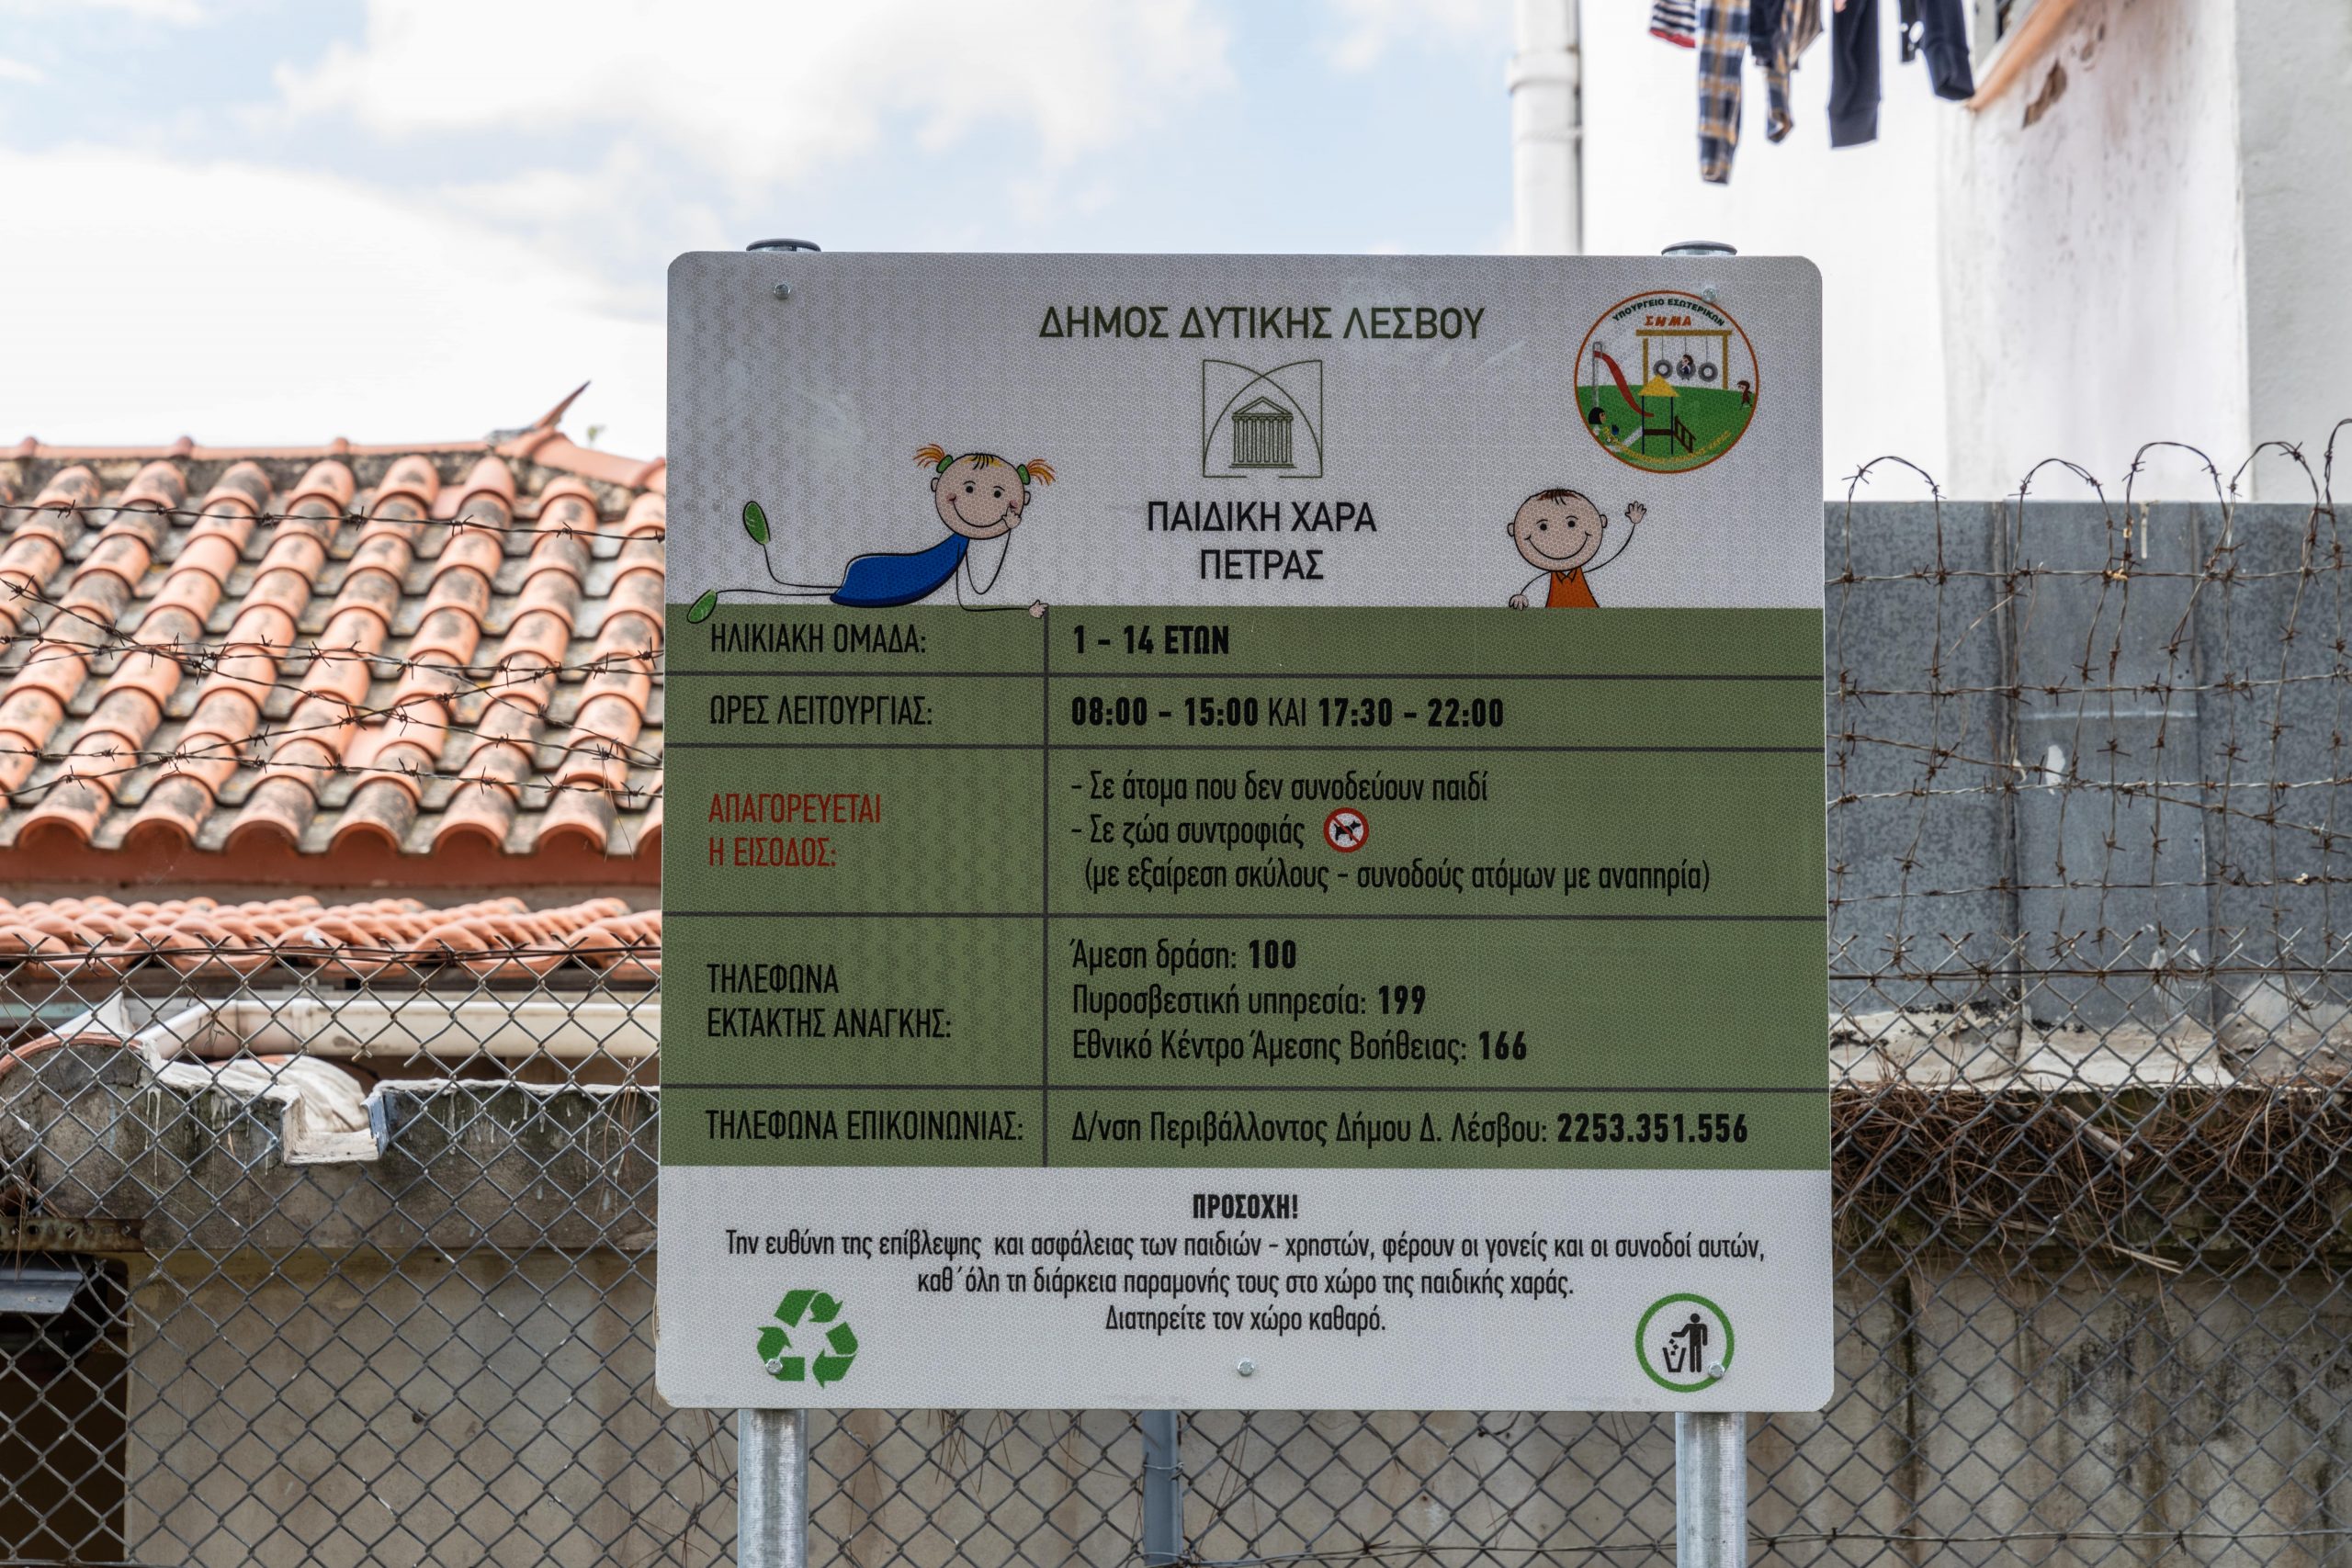 ΔΗΜΟΣ ΔΥΤΙΚΗΣ ΛΕΣΒΟΥ
ΥΠΟΥΡΓΕΙΟ ΕΣΩΤΕΡΙΚΩΝ
ΣΗΜΑ
ΠΑΙΔΙΚΗ ΧΑΡΑ
ΠΕΤΡΑΣ
ΗΛΙΚΙΑΚΗ ΟΜΑΔΑ:
1 - 14 ΕΤΩΝ
ΩΡΕΣ ΛΕΙΤΟΥΡΓΙΑΣ:
08:00 - 15:00 ΚΑΙ 17:30 - 22:00
ΑΠΑΓΟΡΕΥΕΤΑΙ
Η ΕΙΣΟΔΟΣ:
- Σε άτομα που δεν συνοδεύουν παιδί
- Σε ζώα συντροφιάς
(με εξαίρεση σκύλους - συνοδούς ατόμων με αναπηρία)
ΤΗΛΕΦΩΝΑ
ΕΚΤΑΚΤΗΣ ΑΝΑΓΚΗΣ:
Άμεση δράση: 100
Πυροσβεστική υπηρεσία: 199
Εθνικό Κέντρο Άμεσης Βοήθειας: 166
ΤΗΛΕΦΩΝΑ ΕΠΙΚΟΙΝΩΝΙΑΣ:
Δ/νση Περιβάλλοντος Δήμου Δ. Λέσβου: 2253.351.556
ΠΡΟΣΟΧΗ!
Την ευθύνη της επίβλεψης και ασφάλειας των παιδιών - χρηστών, φέρουν οι γονείς και οι συνοδοί αυτών,
καθ΄όλη τη διάρκεια παραμονής τους στο χώρο της παιδικής χαράς.
Διατηρείτε τον χώρο καθαρό.